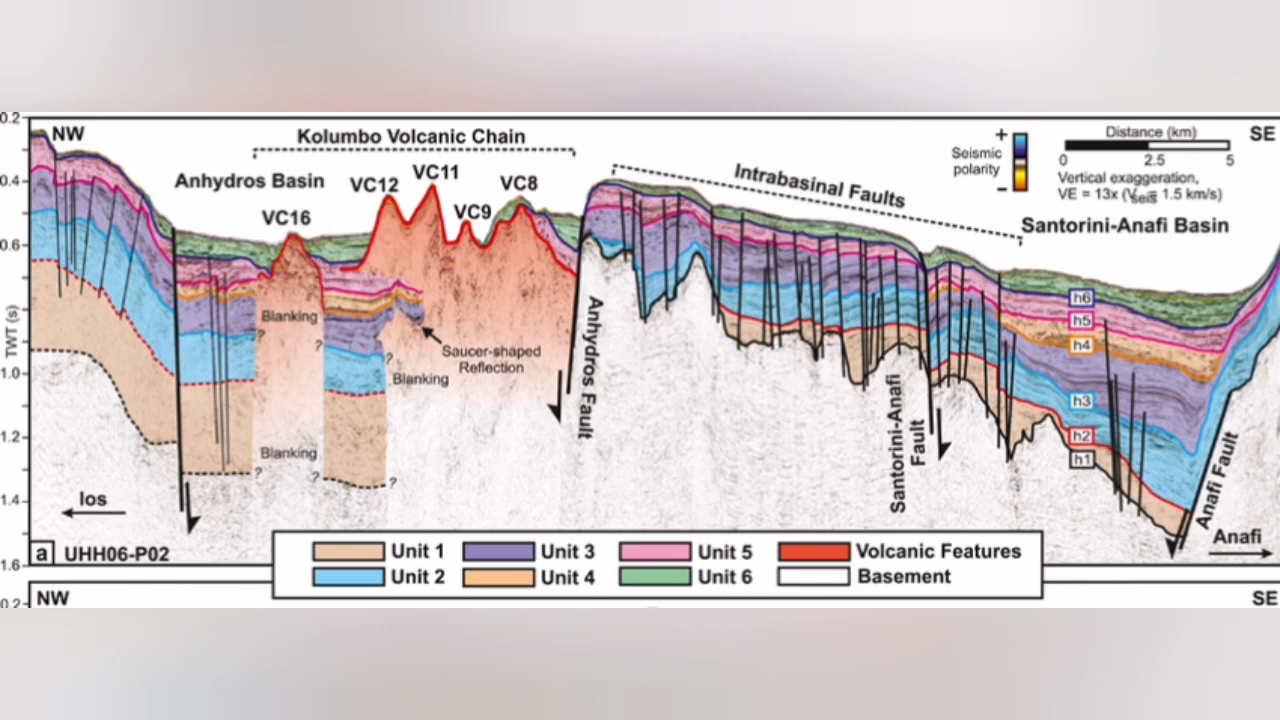 0.2
NW
Kolumbo Volcanic Chain
+
Seismic
polarity
-
Distance (km)
0 2.5 5
Vertical exaggeration,
VE = 13x (V 1.5 km/s)
SE
Anhydros Basin
VC16
VC12
VC11
VC9
VC8
Intrabasinal Faults
Santorini-Anafi Basin
0.4
0.6
TWT (s)
1.0
1.2
1.4
1.6
Blanking
?
?
?
Blanking
Saucer-shaped
Reflection
Blanking
?
?
?
Anhydros Fault
Santorini-Anafi
Fault
h6
h5
h4
h3
h2
h1
Anafi Fault
Ios
Anafi
a UHH06-P02
Unit 1 Unit 3 Unit 5 Volcanic Features
Unit 2 Unit 4 Unit 6 Basement
0.2
NW
SE